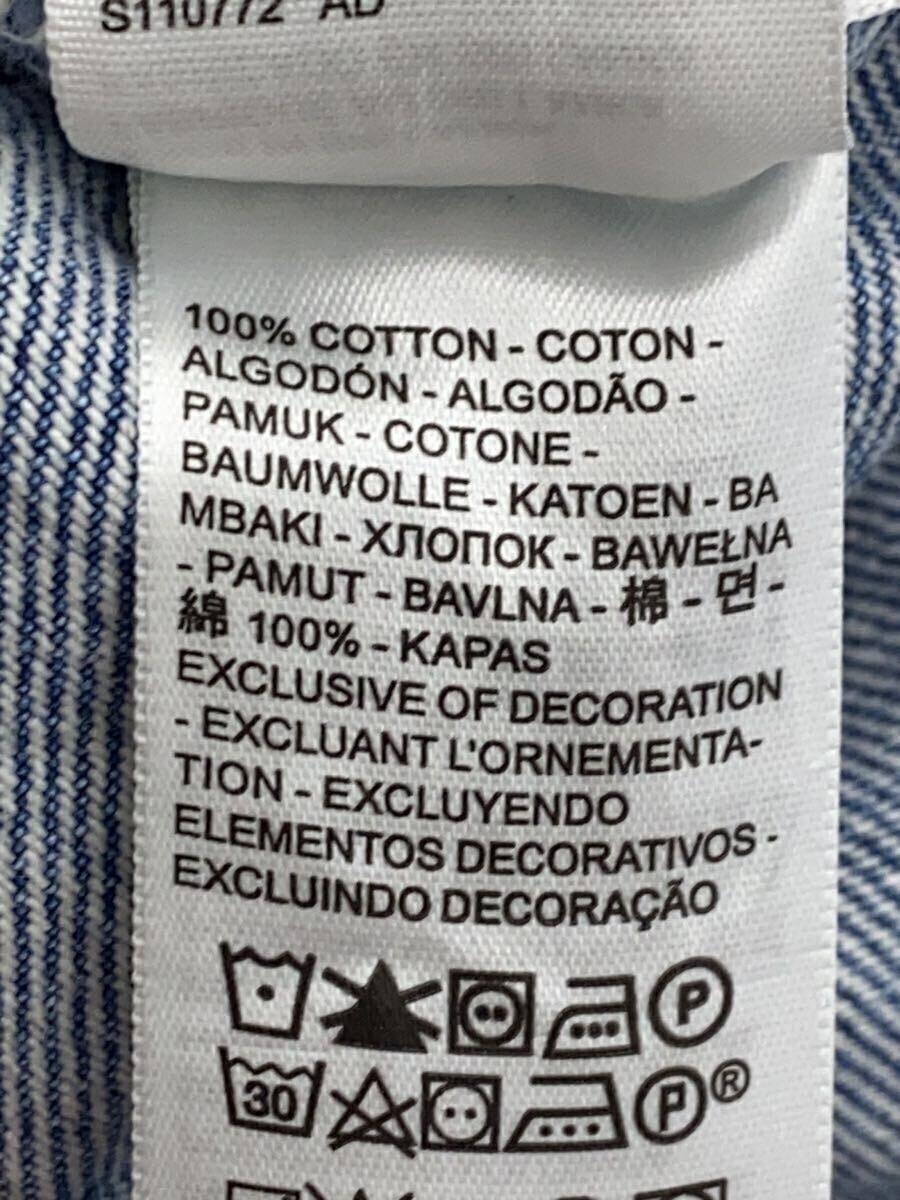 S110772 AD
100% COTTON - COTON -
ALGODÓN - ALGODÃO -
PAMUK - COTONE -
BAUMWOLLE - KATOEN - BA
MBAKI - ХЛОПОК - BAWEŁNA
- PAMUT - BAVLNA - 棉 - 면 -
綿 100% - KAPAS
EXCLUSIVE OF DECORATION
- EXCLUANT L'ORNEMENTA-
TION - EXCLUYENDO
ELEMENTOS DECORATIVOS -
EXCLUINDO DECORAÇÃO
P
30 P®